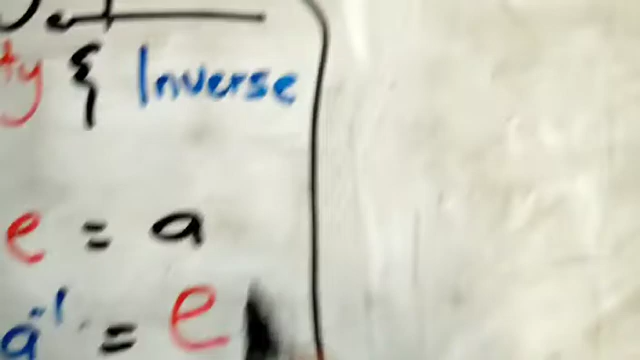 ty & Inverse
e = a
a⁻¹ = e